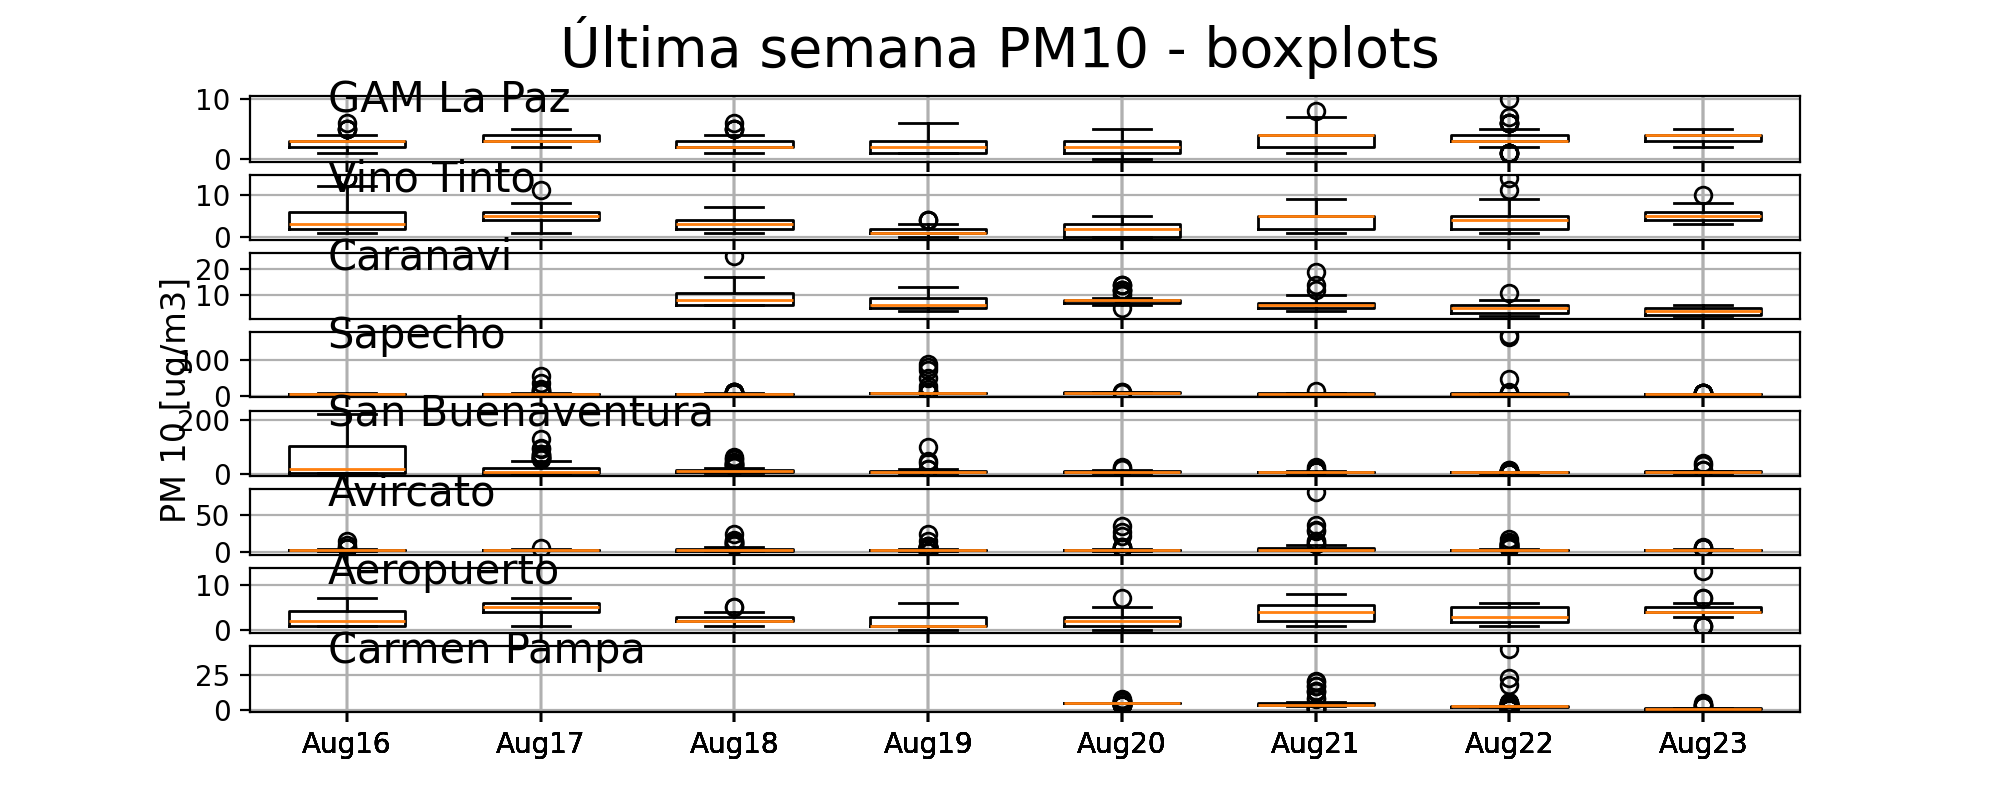 Última semana PM10 - boxplots
GAM La Paz
10
0
Vino Tinto
10
0
Caranavi
20
10
Sapecho
100
0
San Buenaventura
200
0
Avircato
50
0
Aeropuerto
10
0
Carmen Pampa
25
0
PM 10 [ug/m3]
Aug16 Aug17 Aug18 Aug19 Aug20 Aug21 Aug22 Aug23